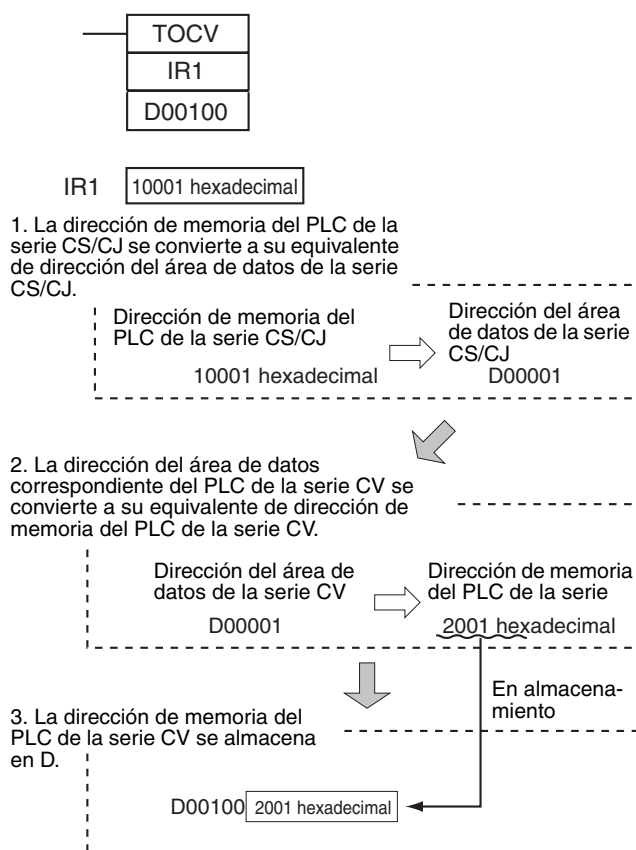 TOCV
IR1
D00100
IR1 10001 hexadecimal
1. La dirección de memoria del PLC de la
serie CS/CJ se convierte a su equivalente
de dirección del área de datos de la serie
CS/CJ.
Dirección de memoria del
PLC de la serie CS/CJ
Dirección del área
de datos de la serie
CS/CJ
10001 hexadecimal
D00001
2. La dirección del área de datos
correspondiente del PLC de la serie CV se
convierte a su equivalente de dirección de
memoria del PLC de la serie CV.
Dirección del área de
datos de la serie CV
Dirección de memoria
del PLC de la serie
D00001
2001 hexadecimal
En almacena-
miento
3. La dirección de memoria del
PLC de la serie CV se almacena
en D.
D00100 2001 hexadecimal